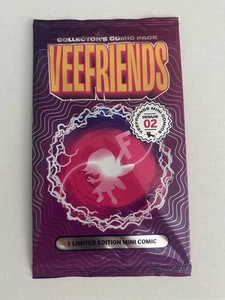 COLLECTOR'S COMIC PACK
VEEFRIENDS
ISSUE
02
1 LIMITED EDITION MINI COMIC